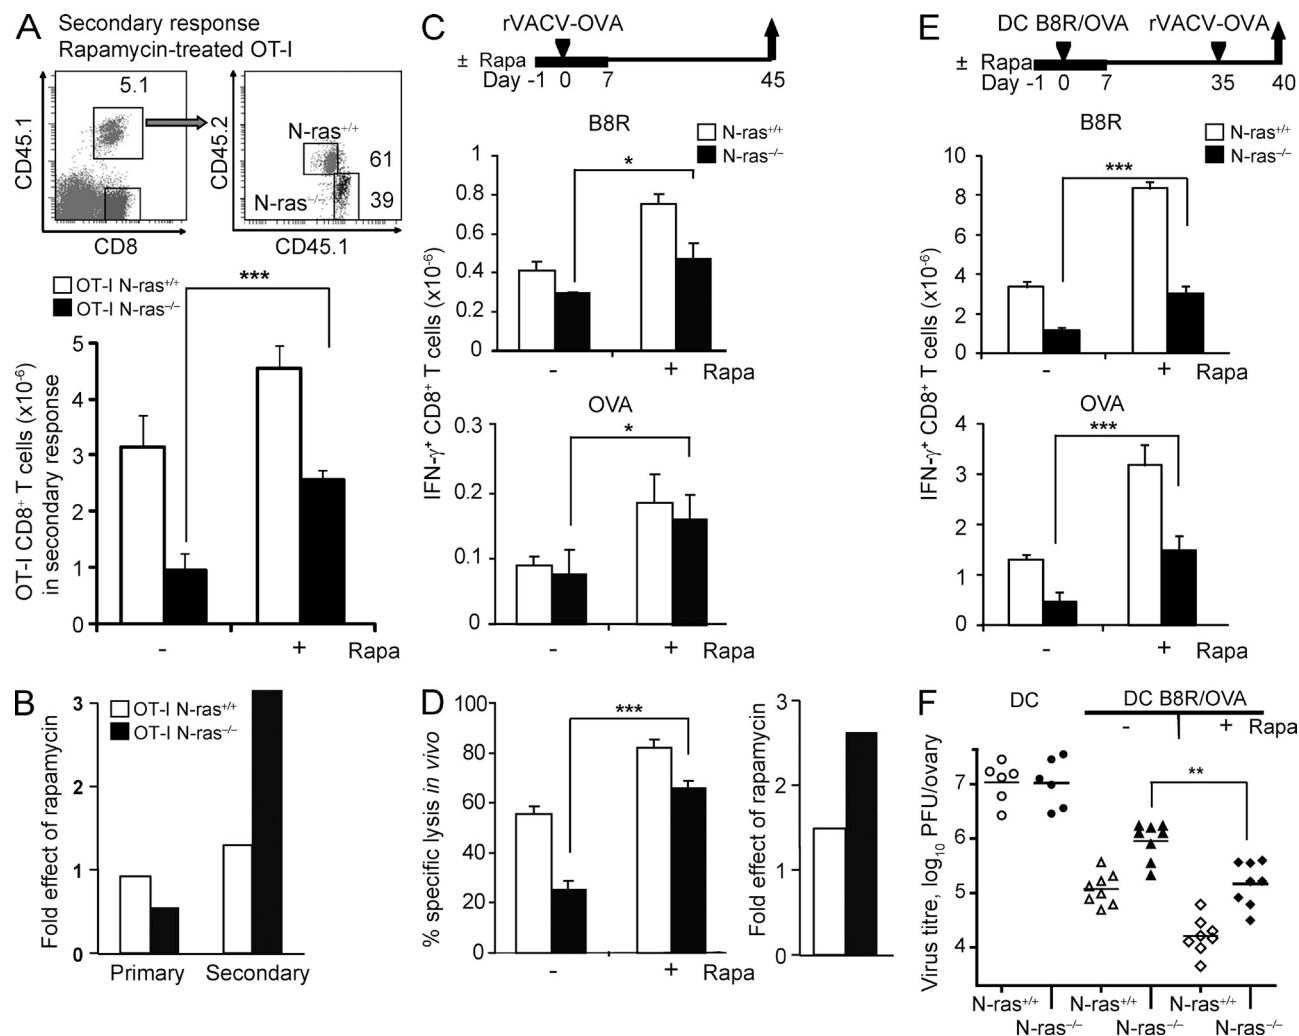 A
Secondary response
Rapamycin-treated OT-I
5.1
CD45.1
CD8
CD45.2
N-ras+/+
61
N-ras−/−
39
CD45.1
OT-I N-ras+/+
OT-I N-ras−/−
***
OT-I CD8+ T cells (x10-6)
in secondary response
5
4
3
2
1
0
- + Rapa
B
OT-I N-ras+/+
OT-I N-ras−/−
Fold effect of rapamycin
3
2
1
0
Primary Secondary
C
rVACV-OVA
± Rapa
Day -1 0 7 45
B8R
N-ras+/+
N-ras−/−
*
1
0.8
0.6
0.4
0.2
0
- + Rapa
IFN-γ+ CD8+ T cells (x10-6)
OVA
*
0.3
0.2
0.1
0
- + Rapa
D
% specific lysis in vivo
***
100
80
60
40
20
0
- + Rapa
Fold effect of rapamycin
3
2
1
0
E
DC B8R/OVA rVACV-OVA
± Rapa
Day -1 0 7 35 40
B8R
N-ras+/+
N-ras−/−
***
10
8
6
4
2
0
- + Rapa
IFN-γ+ CD8+ T cells (x10-6)
OVA
***
4
3
2
1
0
- + Rapa
F
DC DC B8R/OVA
- + Rapa
**
Virus titre, log10 PFU/ovary
7
6
5
4
N-ras+/+ N-ras+/+ N-ras+/+
N-ras−/− N-ras−/− N-ras−/−